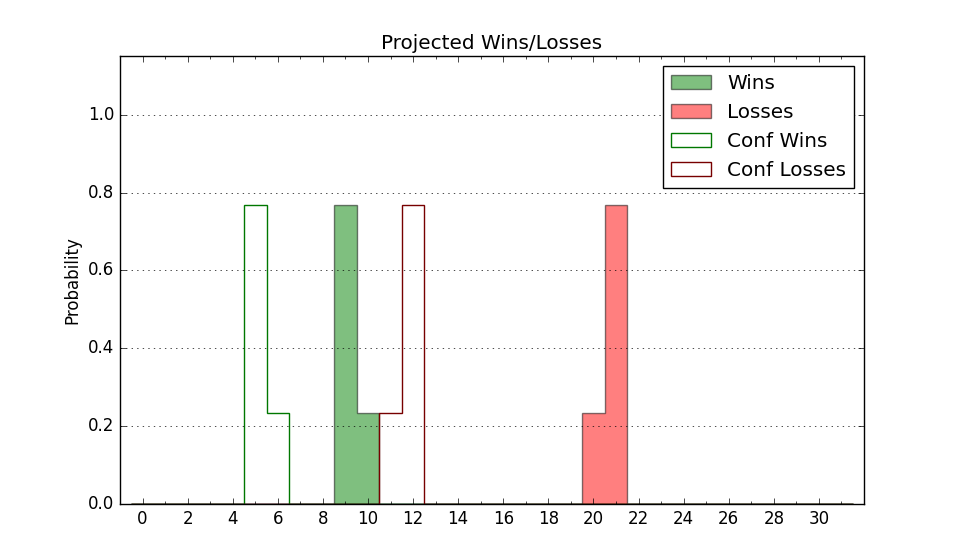 Projected Wins/Losses
Wins
Losses
Conf Wins
Conf Losses
Probability
1.0
0.8
0.6
0.4
0.2
0.0
0 2 4 6 8 10 12 14 16 18 20 22 24 26 28 30